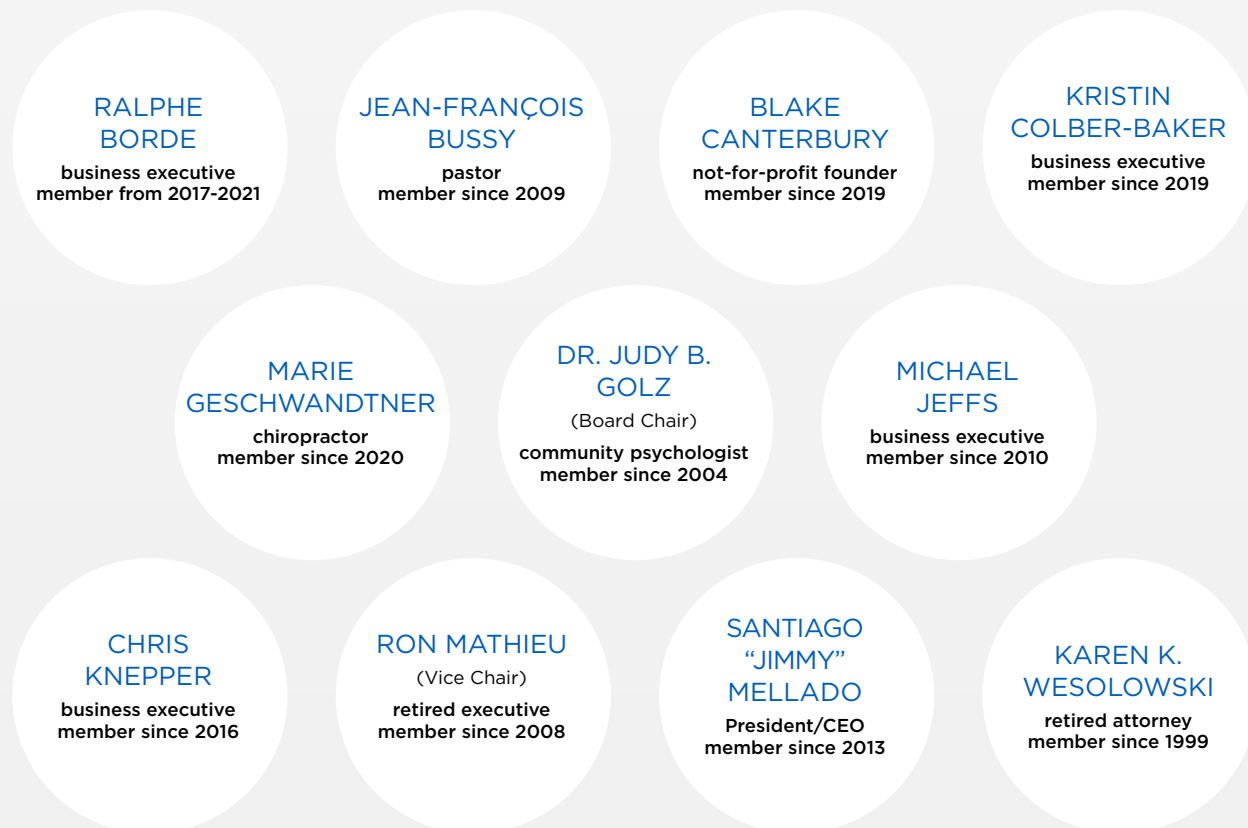 RALPHE
BORDE
business executive
member from 2017-2021
JEAN-FRANÇOIS
BUSSY
pastor
member since 2009
BLAKE
CANTERBURY
not-for-profit founder
member since 2019
KRISTIN
COLBER-BAKER
business executive
member since 2019
MARIE
GESCHWANDTNER
chiropractor
member since 2020
DR. JUDY B.
GOLZ
(Board Chair)
community psychologist
member since 2004
MICHAEL
JEFFS
business executive
member since 2010
CHRIS
KNEPPER
business executive
member since 2016
RON MATHIEU
(Vice Chair)
retired executive
member since 2008
SANTIAGO
“JIMMY”
MELLADO
President/CEO
member since 2013
KAREN K.
WESOLOWSKI
retired attorney
member since 1999